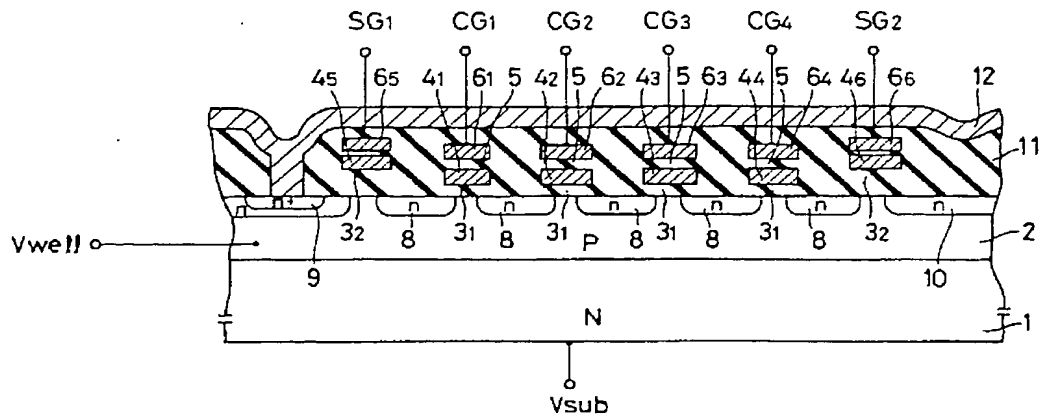 SG1 CG1 CG2 CG3 CG4 SG2
45 65 41 61 5 42 5 62 43 5 63 44 5 64 46 66 12
11
n n+ n n n n n n
32 31 31 31 31 32
9 8 8 8 8 8 10 2
Vwell P
N 1
Vsub